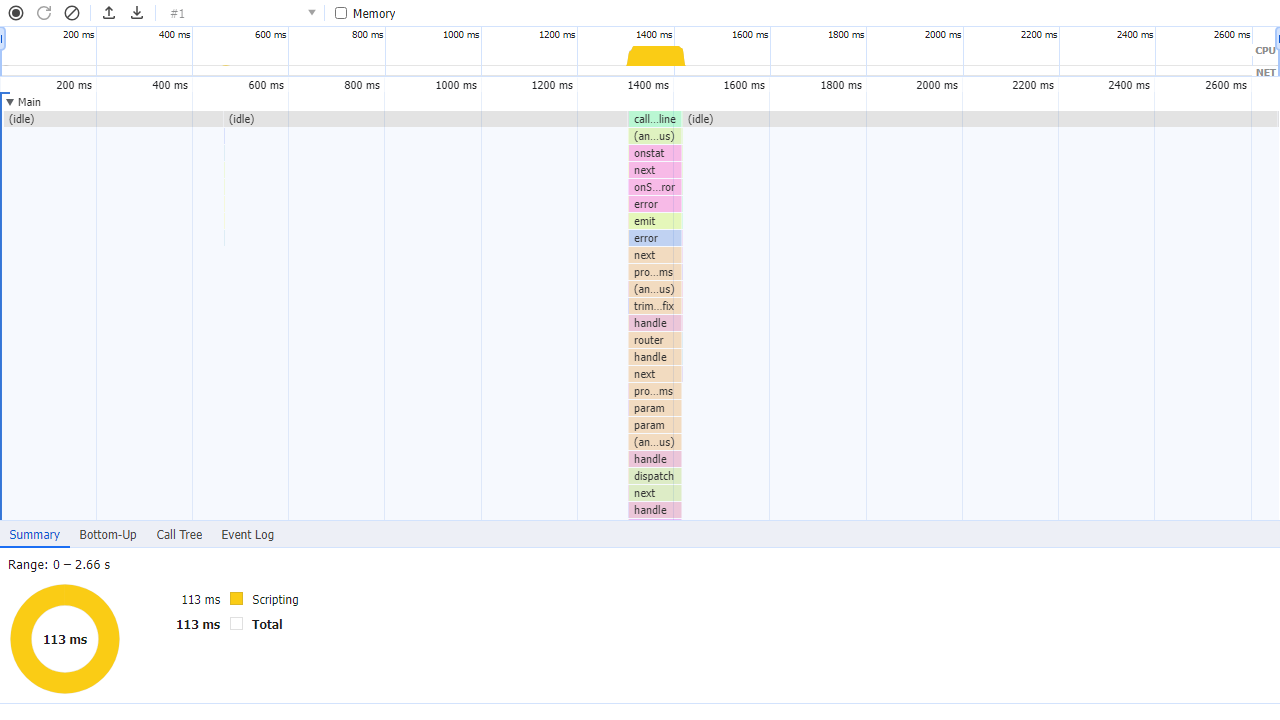 #1 Memory
200 ms 400 ms 600 ms 800 ms 1000 ms 1200 ms 1400 ms 1600 ms 1800 ms 2000 ms 2200 ms 2400 ms 2600 ms
CPU
NET
200 ms 400 ms 600 ms 800 ms 1000 ms 1200 ms 1400 ms 1600 ms 1800 ms 2000 ms 2200 ms 2400 ms 2600 ms
Main
(idle) (idle) call...line (idle)
(an...us)
onstat
next
onS...ror
error
emit
error
next
pro...ms
(an...us)
trim...fix
handle
router
handle
next
pro...ms
param
param
(an...us)
handle
dispatch
next
handle
Summary Bottom-Up Call Tree Event Log
Range: 0 – 2.66 s
113 ms Scripting
113 ms Total
113 ms